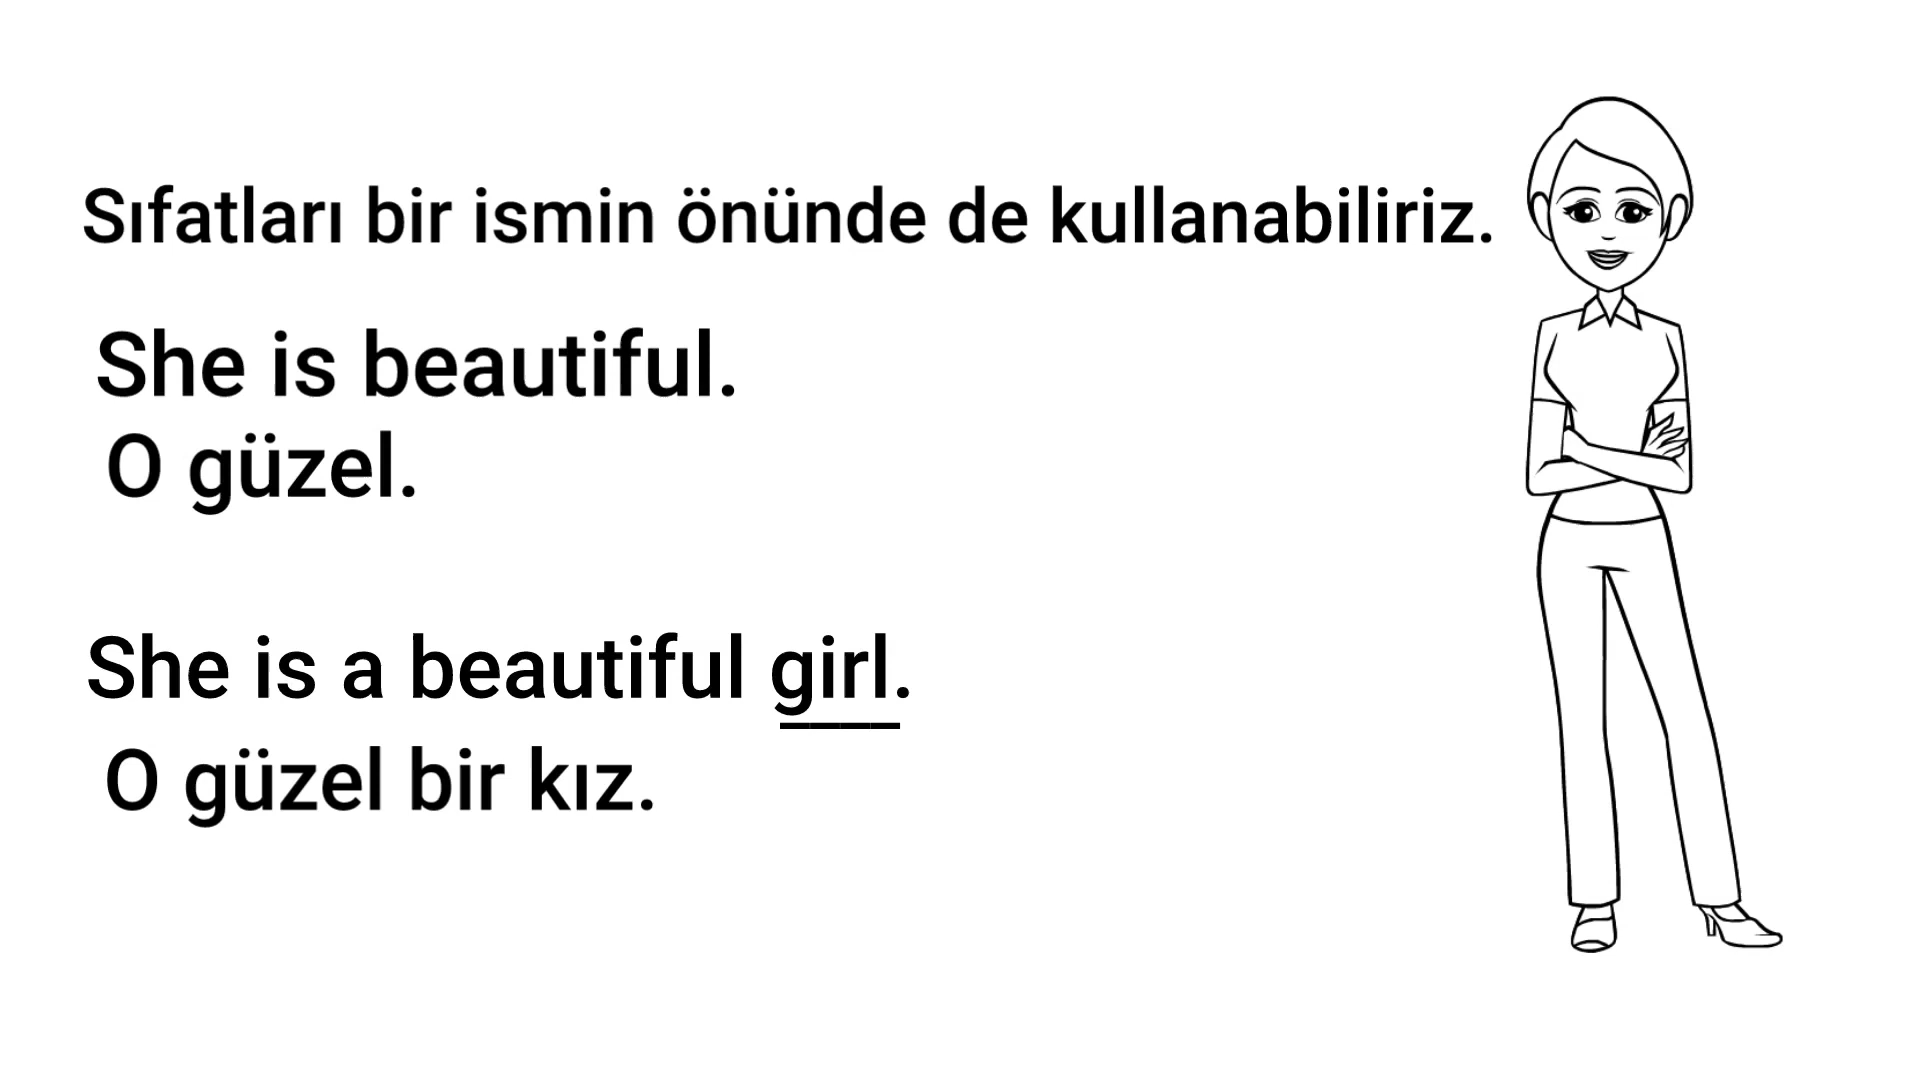 Sıfatları bir ismin önünde de kullanabiliriz.
She is beautiful.
O güzel.
She is a beautiful girl.
O güzel bir kız.